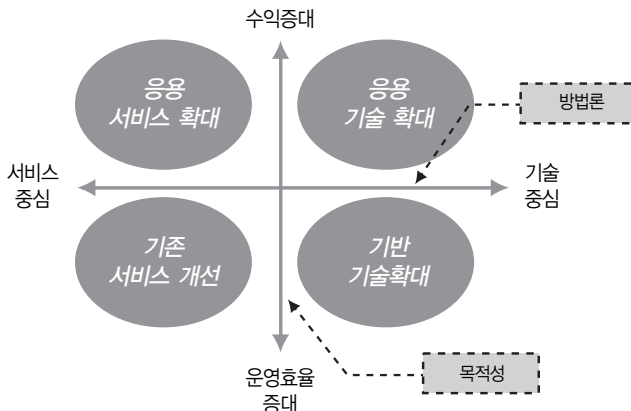 수익증대
응용
서비스 확대
응용
기술 확대
방법론
서비스
중심
기술
중심
기존
서비스 개선
기반
기술확대
목적성
운영효율
증대